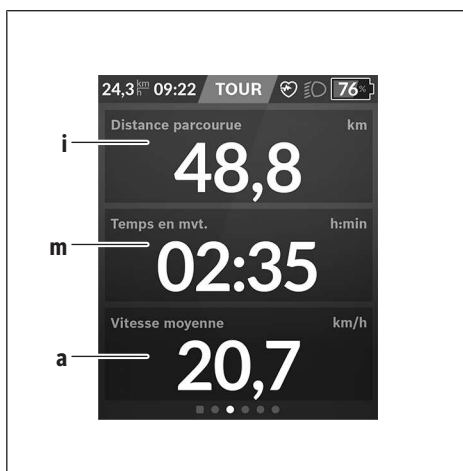 24,3 km/h 09:22 TOUR 76%
Distance parcourue km
i
48,8
Temps en mvt. h:min
m
02:35
Vitesse moyenne km/h
a
20,7